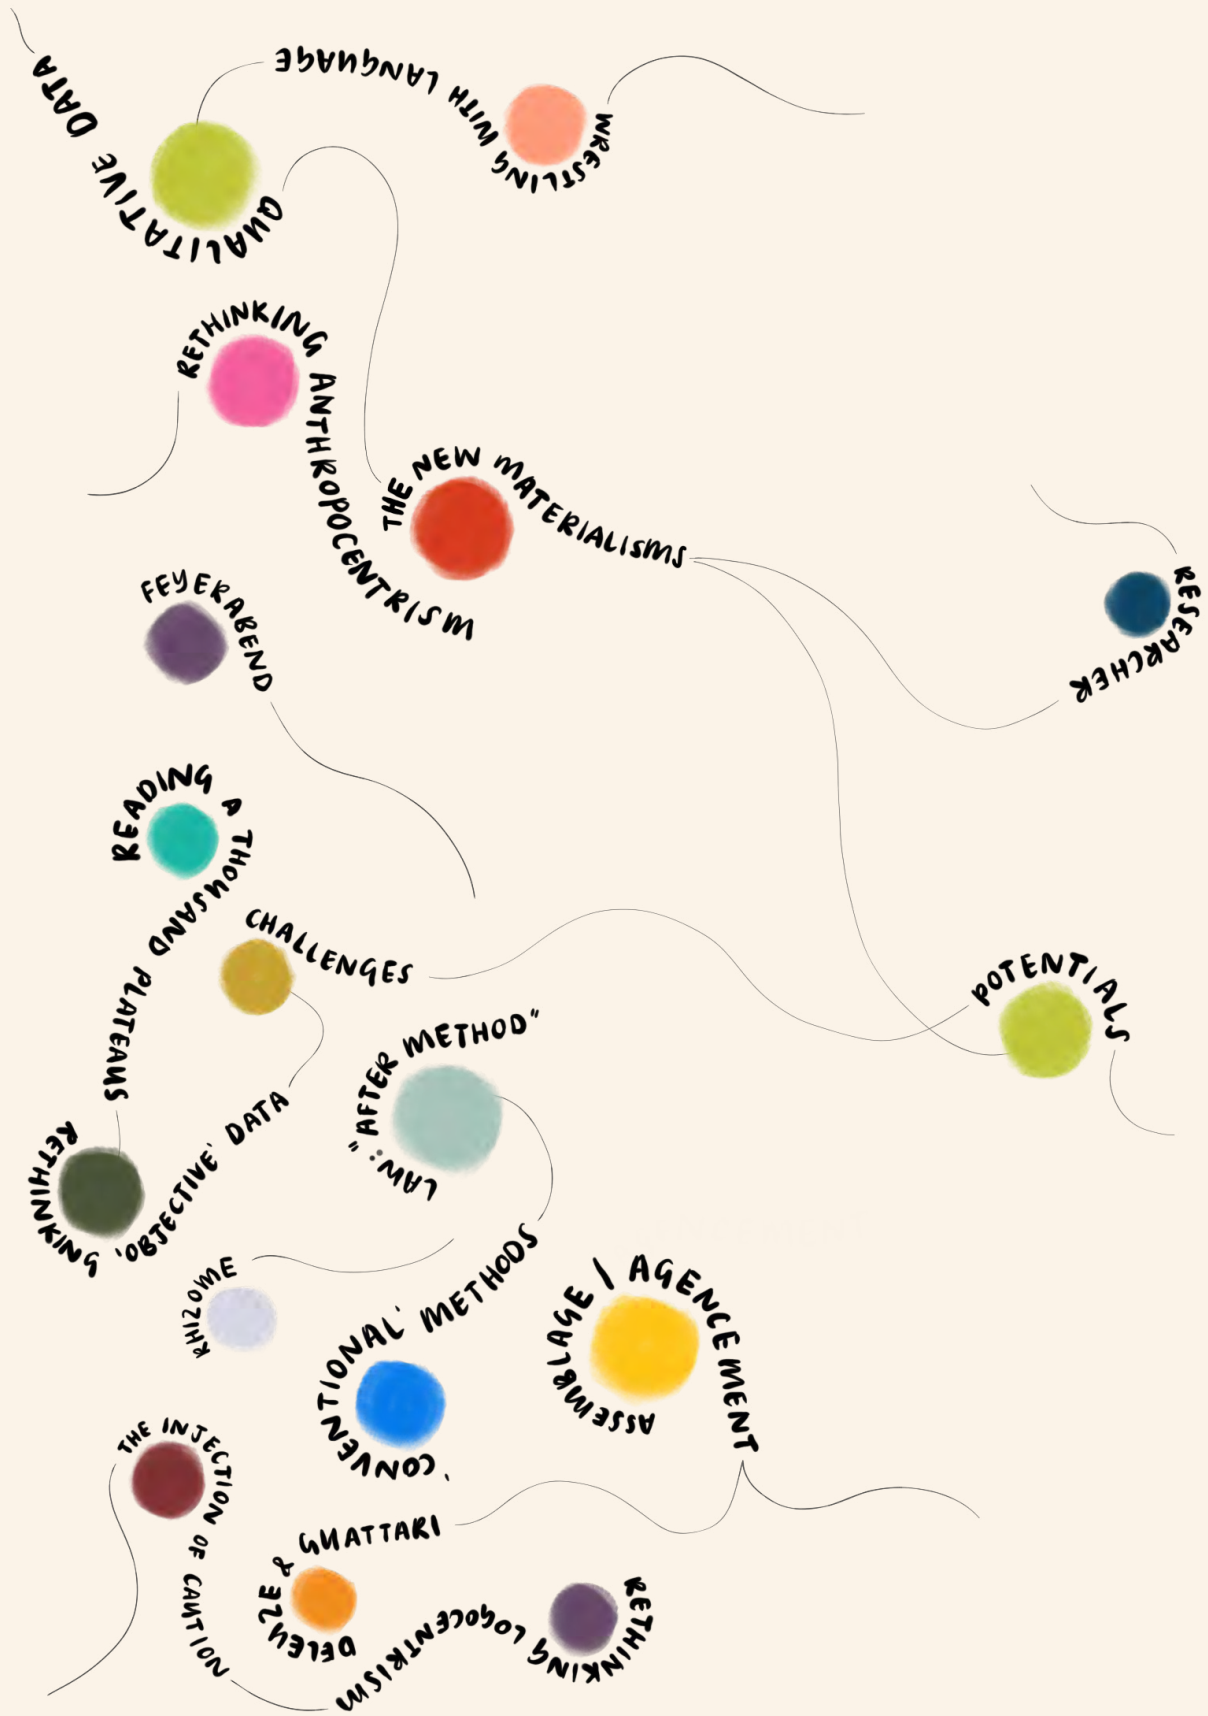 QUALITATIVE DATA
WRESTLING WITH LANGUAGE
RETHINKING ANTHROPOCENTRISM
THE NEW MATERIALISMS
FEYERABEND
RESEARCHER
READING A THOUSAND PLATEAUS
CHALLENGES
POTENTIALS
LAW: "AFTER METHOD"
RETHINKING 'OBJECTIVE' DATA
RHIZOME
'CONVENTIONAL' METHODS
ASSEMBLAGE / AGENCEMENT
THE INJECTION OF CAUTION
DELEUZE & GUATTARI
RETHINKING LOGOCENTRISM